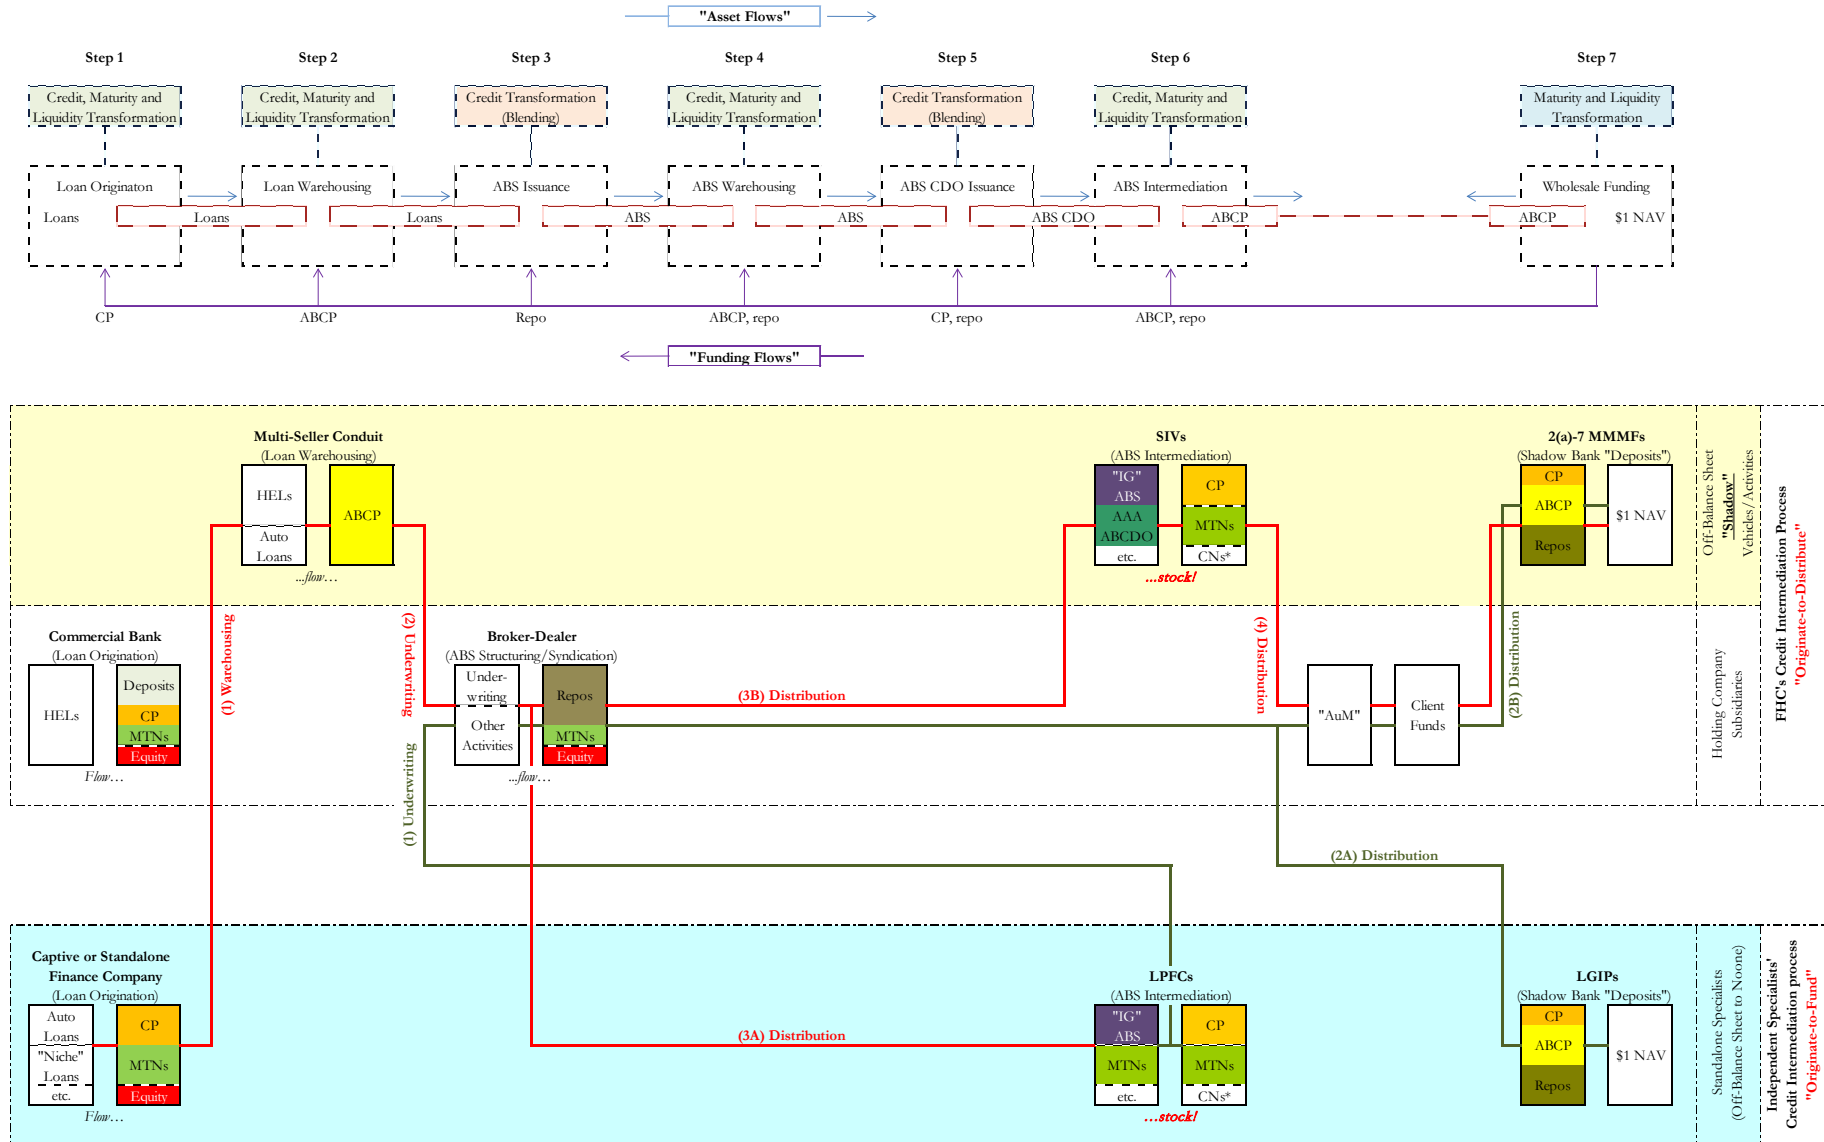 "Asset Flows"
Step 1
Step 2
Step 3
Step 4
Step 5
Step 6
Step 7
Credit, Maturity and
Liquidity Transformation
Credit, Maturity and
Liquidity Transformation
Credit Transformation
(Blending)
Credit, Maturity and
Liquidity Transformation
Credit Transformation
(Blending)
Credit, Maturity and
Liquidity Transformation
Maturity and Liquidity
Transformation
Loan Originaton
Loans
Loans
Loan Warehousing
Loans
ABS Issuance
ABS
ABS Warehousing
ABS
ABS CDO Issuance
ABS CDO
ABS Intermediation
ABCP
Wholesale Funding
ABCP
$1 NAV
CP
ABCP
Repo
ABCP, repo
CP, repo
ABCP, repo
"Funding Flows"
Multi-Seller Conduit
(Loan Warehousing)
HELs
Auto
Loans
ABCP
...flow…
SIVs
(ABS Intermediation)
"IG"
ABS
AAA
ABCDO
etc.
CP
MTNs
CNs*
...stock!
2(a)-7 MMMFs
(Shadow Bank "Deposits")
CP
ABCP
Repos
$1 NAV
Off-Balance Sheet
"Shadow"
Vehicles/Activities
FHC's Credit Intermediation Process
"Originate-to-Distribute"
Commercial Bank
(Loan Origination)
HELs
Deposits
CP
MTNs
Equity
Flow…
(1) Warehousing
(2) Underwriting
Broker-Dealer
(ABS Structuring/Syndication)
Under-
writing
Other
Activities
Repos
MTNs
Equity
...flow…
(3B) Distribution
(4) Distribution
"AuM"
Client
Funds
(2B) Distribution
Holding Company
Subsidiaries
(1) Underwriting
(2A) Distribution
Captive or Standalone
Finance Company
(Loan Origination)
Auto
Loans
"Niche"
Loans
etc.
CP
MTNs
Equity
Flow…
(3A) Distribution
LPFCs
(ABS Intermediation)
"IG"
ABS
MTNs
etc.
CP
MTNs
CNs*
...stock!
LGIPs
(Shadow Bank "Deposits")
CP
ABCP
Repos
$1 NAV
Standalone Specialists
(Off-Balance Sheet to Noone)
Independent Specialists'
Credit Intermediation process
"Originate-to-Fund"